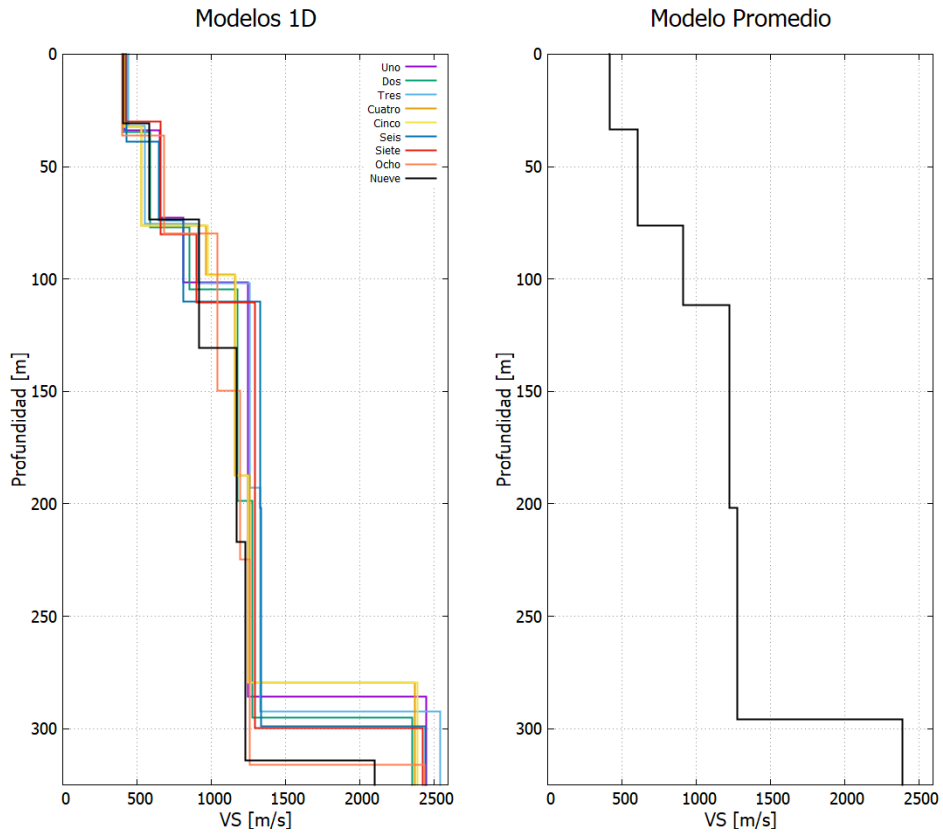 Modelos 1D
0
50
100
150
200
250
300
Profundidad [m]
Uno
Dos
Tres
Cuatro
Cinco
Seis
Siete
Ocho
Nueve
0 500 1000 1500 2000 2500
VS [m/s]
Modelo Promedio
0
50
100
150
200
250
300
Profundidad [m]
0 500 1000 1500 2000 2500
VS [m/s]